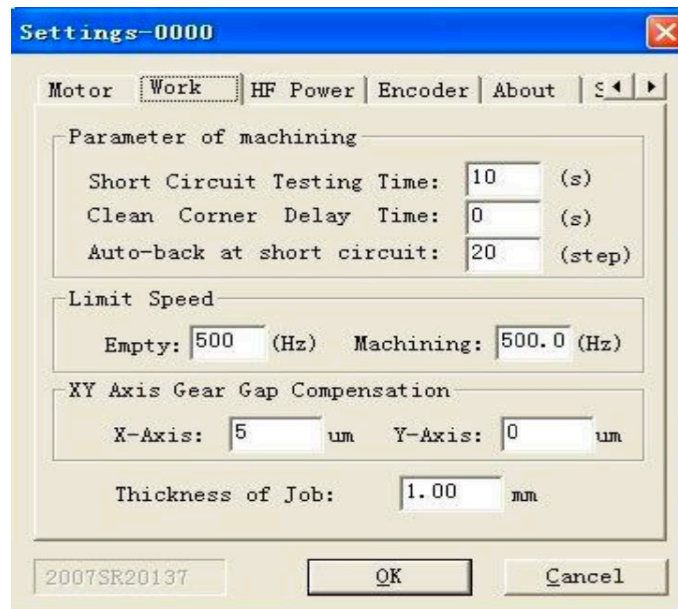 Settings-0000
Motor Work HF Power Encoder About
Parameter of machining
Short Circuit Testing Time: 10 (s)
Clean Corner Delay Time: 0 (s)
Auto-back at short circuit: 20 (step)
Limit Speed
Empty: 500 (Hz) Machining: 500.0 (Hz)
XY Axis Gear Gap Compensation
X-Axis: 5 um Y-Axis: 0 um
Thickness of Job: 1.00 mm
2007SR20137 OK Cancel